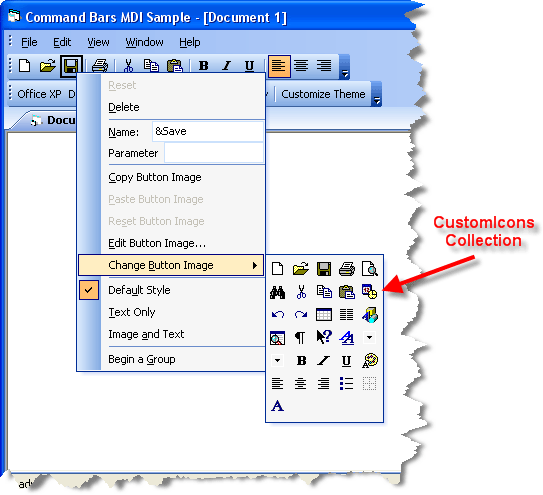 Command Bars MDI Sample - [Document 1]
File Edit View Window Help
B I U
Office XP D Customize Theme
Docu
Reset
Delete
Name: &Save
Parameter
Copy Button Image
Paste Button Image
Reset Button Image
Edit Button Image...
Change Button Image
Default Style
Text Only
Image and Text
Begin a Group
B I U
A
CustomIcons
Collection